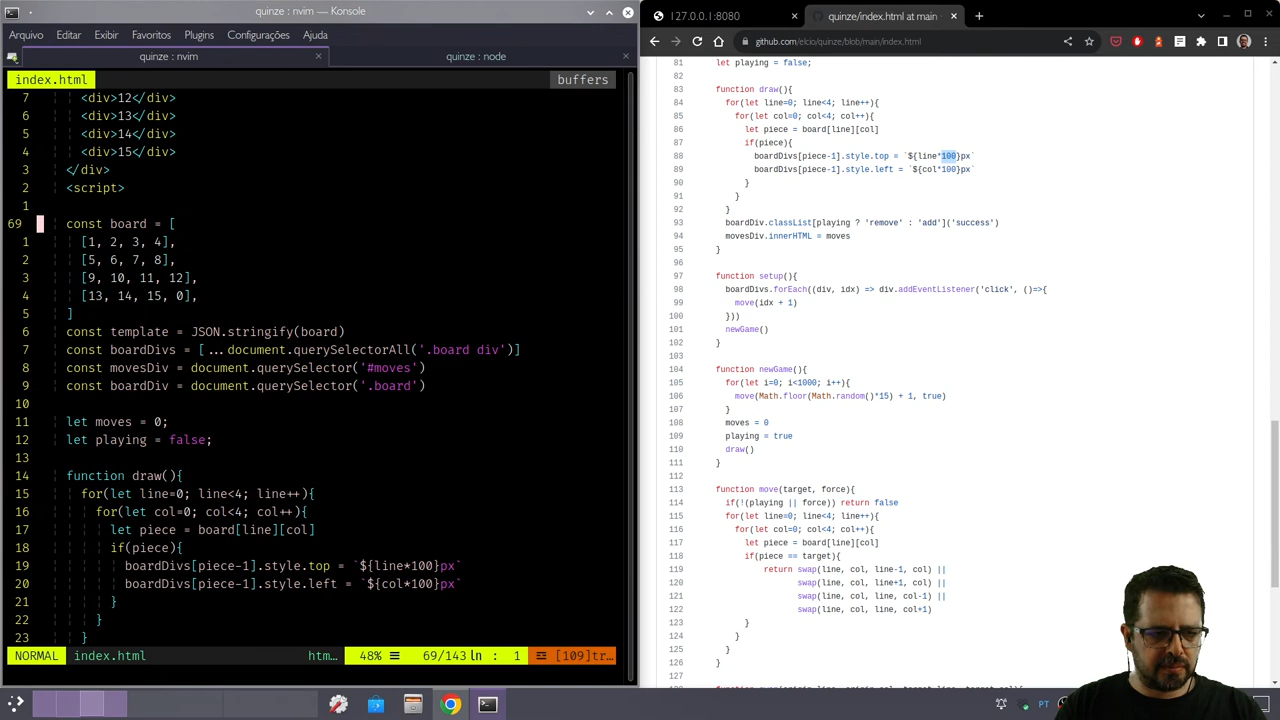 quinze : nvim — Konsole
Arquivo Editar Exibir Favoritos Plugins Configurações Ajuda
quinze : nvim
quinze : node
index.html
buffers
7 <div>12</div>
6 <div>13</div>
5 <div>14</div>
4 <div>15</div>
3 </div>
2 <script>
1
69 const board = [
1 [1, 2, 3, 4],
2 [5, 6, 7, 8],
3 [9, 10, 11, 12],
4 [13, 14, 15, 0],
5 ]
6 const template = JSON.stringify(board)
7 const boardDivs = [...document.querySelectorAll('.board div')]
8 const movesDiv = document.querySelector('#moves')
9 const boardDiv = document.querySelector('.board')
10
11 let moves = 0;
12 let playing = false;
13
14 function draw(){
15 for(let line=0; line<4; line++){
16 for(let col=0; col<4; col++){
17 let piece = board[line][col]
18 if(piece){
19 boardDivs[piece-1].style.top = `${line*100}px`
20 boardDivs[piece-1].style.left = `${col*100}px`
21 }
22 }
23 }
NORMAL index.html htm... 48% 69/143 ln : 1 [109]tr...
127.0.0.1:8080
quinze/index.html at main
github.com/elcio/quinze/blob/main/index.html
81 let playing = false;
82
83 function draw(){
84 for(let line=0; line<4; line++){
85 for(let col=0; col<4; col++){
86 let piece = board[line][col]
87 if(piece){
88 boardDivs[piece-1].style.top = `${line*100}px`
89 boardDivs[piece-1].style.left = `${col*100}px`
90 }
91 }
92 }
93 boardDiv.classList[playing ? 'remove' : 'add']('success')
94 movesDiv.innerHTML = moves
95 }
96
97 function setup(){
98 boardDivs.forEach((div, idx) => div.addEventListener('click', ()=>{
99 move(idx + 1)
100 }))
101 newGame()
102 }
103
104 function newGame(){
105 for(let i=0; i<1000; i++){
106 move(Math.floor(Math.random()*15) + 1, true)
107 }
108 moves = 0
109 playing = true
110 draw()
111 }
112
113 function move(target, force){
114 if(!(playing || force)) return false
115 for(let line=0; line<4; line++){
116 for(let col=0; col<4; col++){
117 let piece = board[line][col]
118 if(piece == target){
119 return swap(line, col, line-1, col) ||
120 swap(line, col, line+1, col) ||
121 swap(line, col, line, col-1) ||
122 swap(line, col, line, col+1)
123 }
124 }
125 }
126 }
127
PT